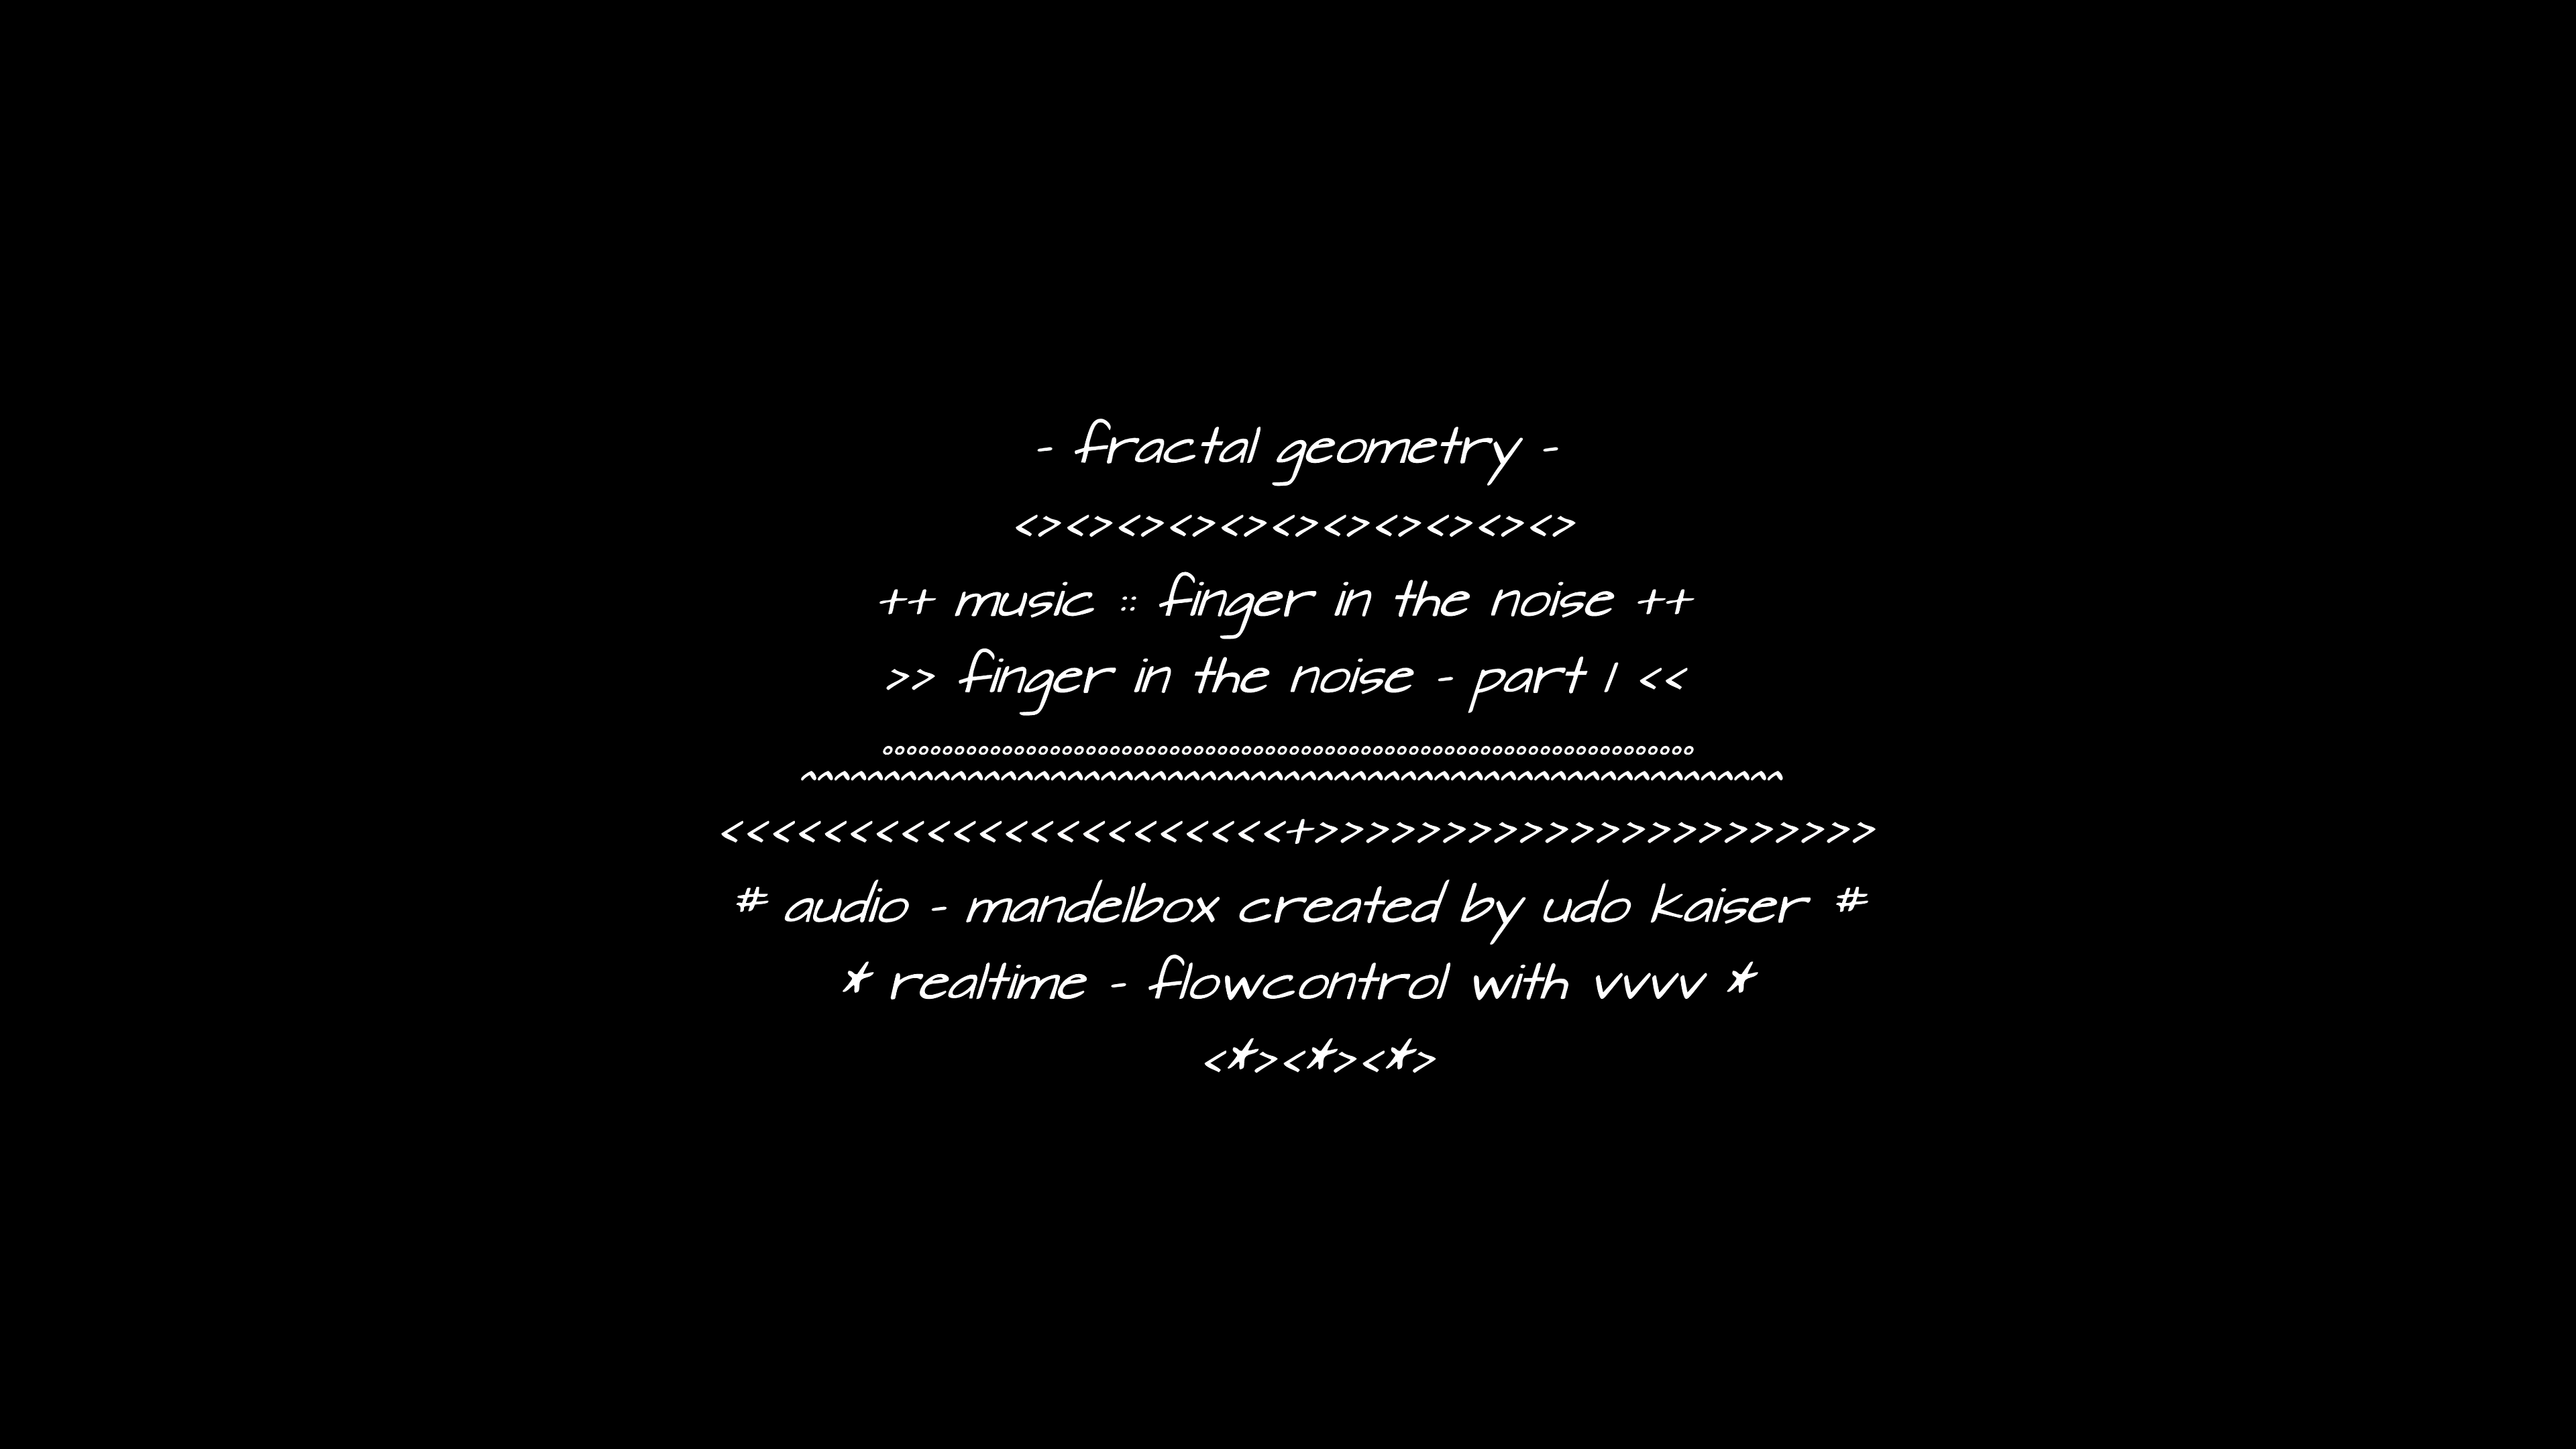 - fractal geometry -
<><><><><><><><><><><>
++ music :: finger in the noise ++
>> finger in the noise - part 1 <<
°°°°°°°°°°°°°°°°°°°°°°°°°°°°°°°°°°°°°°°°°°°°°°°°°°°°°°°°°°°°°°°°°°°°
^^^^^^^^^^^^^^^^^^^^^^^^^^^^^^^^^^^^^^^^^^^^^^^^^^^^^^^^^^^
<<<<<<<<<<<<<<<<<<<<<<+>>>>>>>>>>>>>>>>>>>>>>
# audio - mandelbox created by udo kaiser #
* realtime - flowcontrol with vvvv *
<*><*><*>